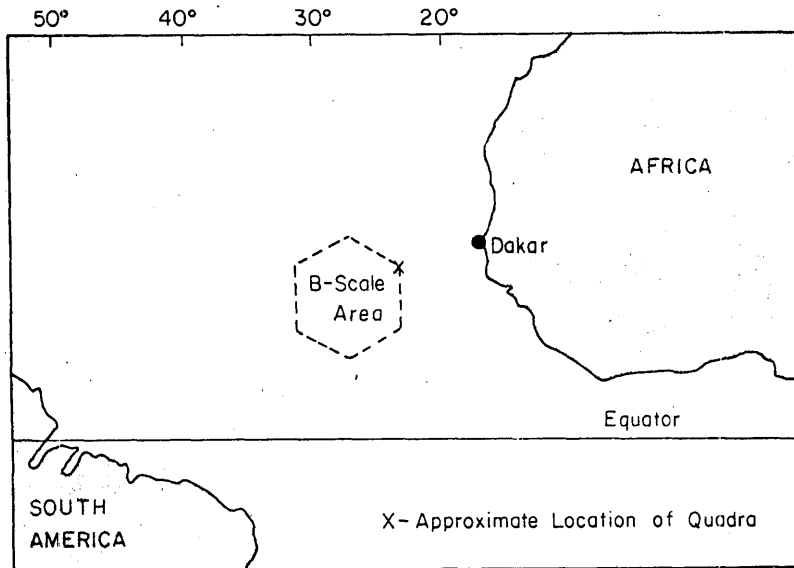 50° 40° 30° 20°
AFRICA
Dakar
X
B-Scale
Area
Equator
SOUTH
AMERICA
X-Approximate Location of Quadra